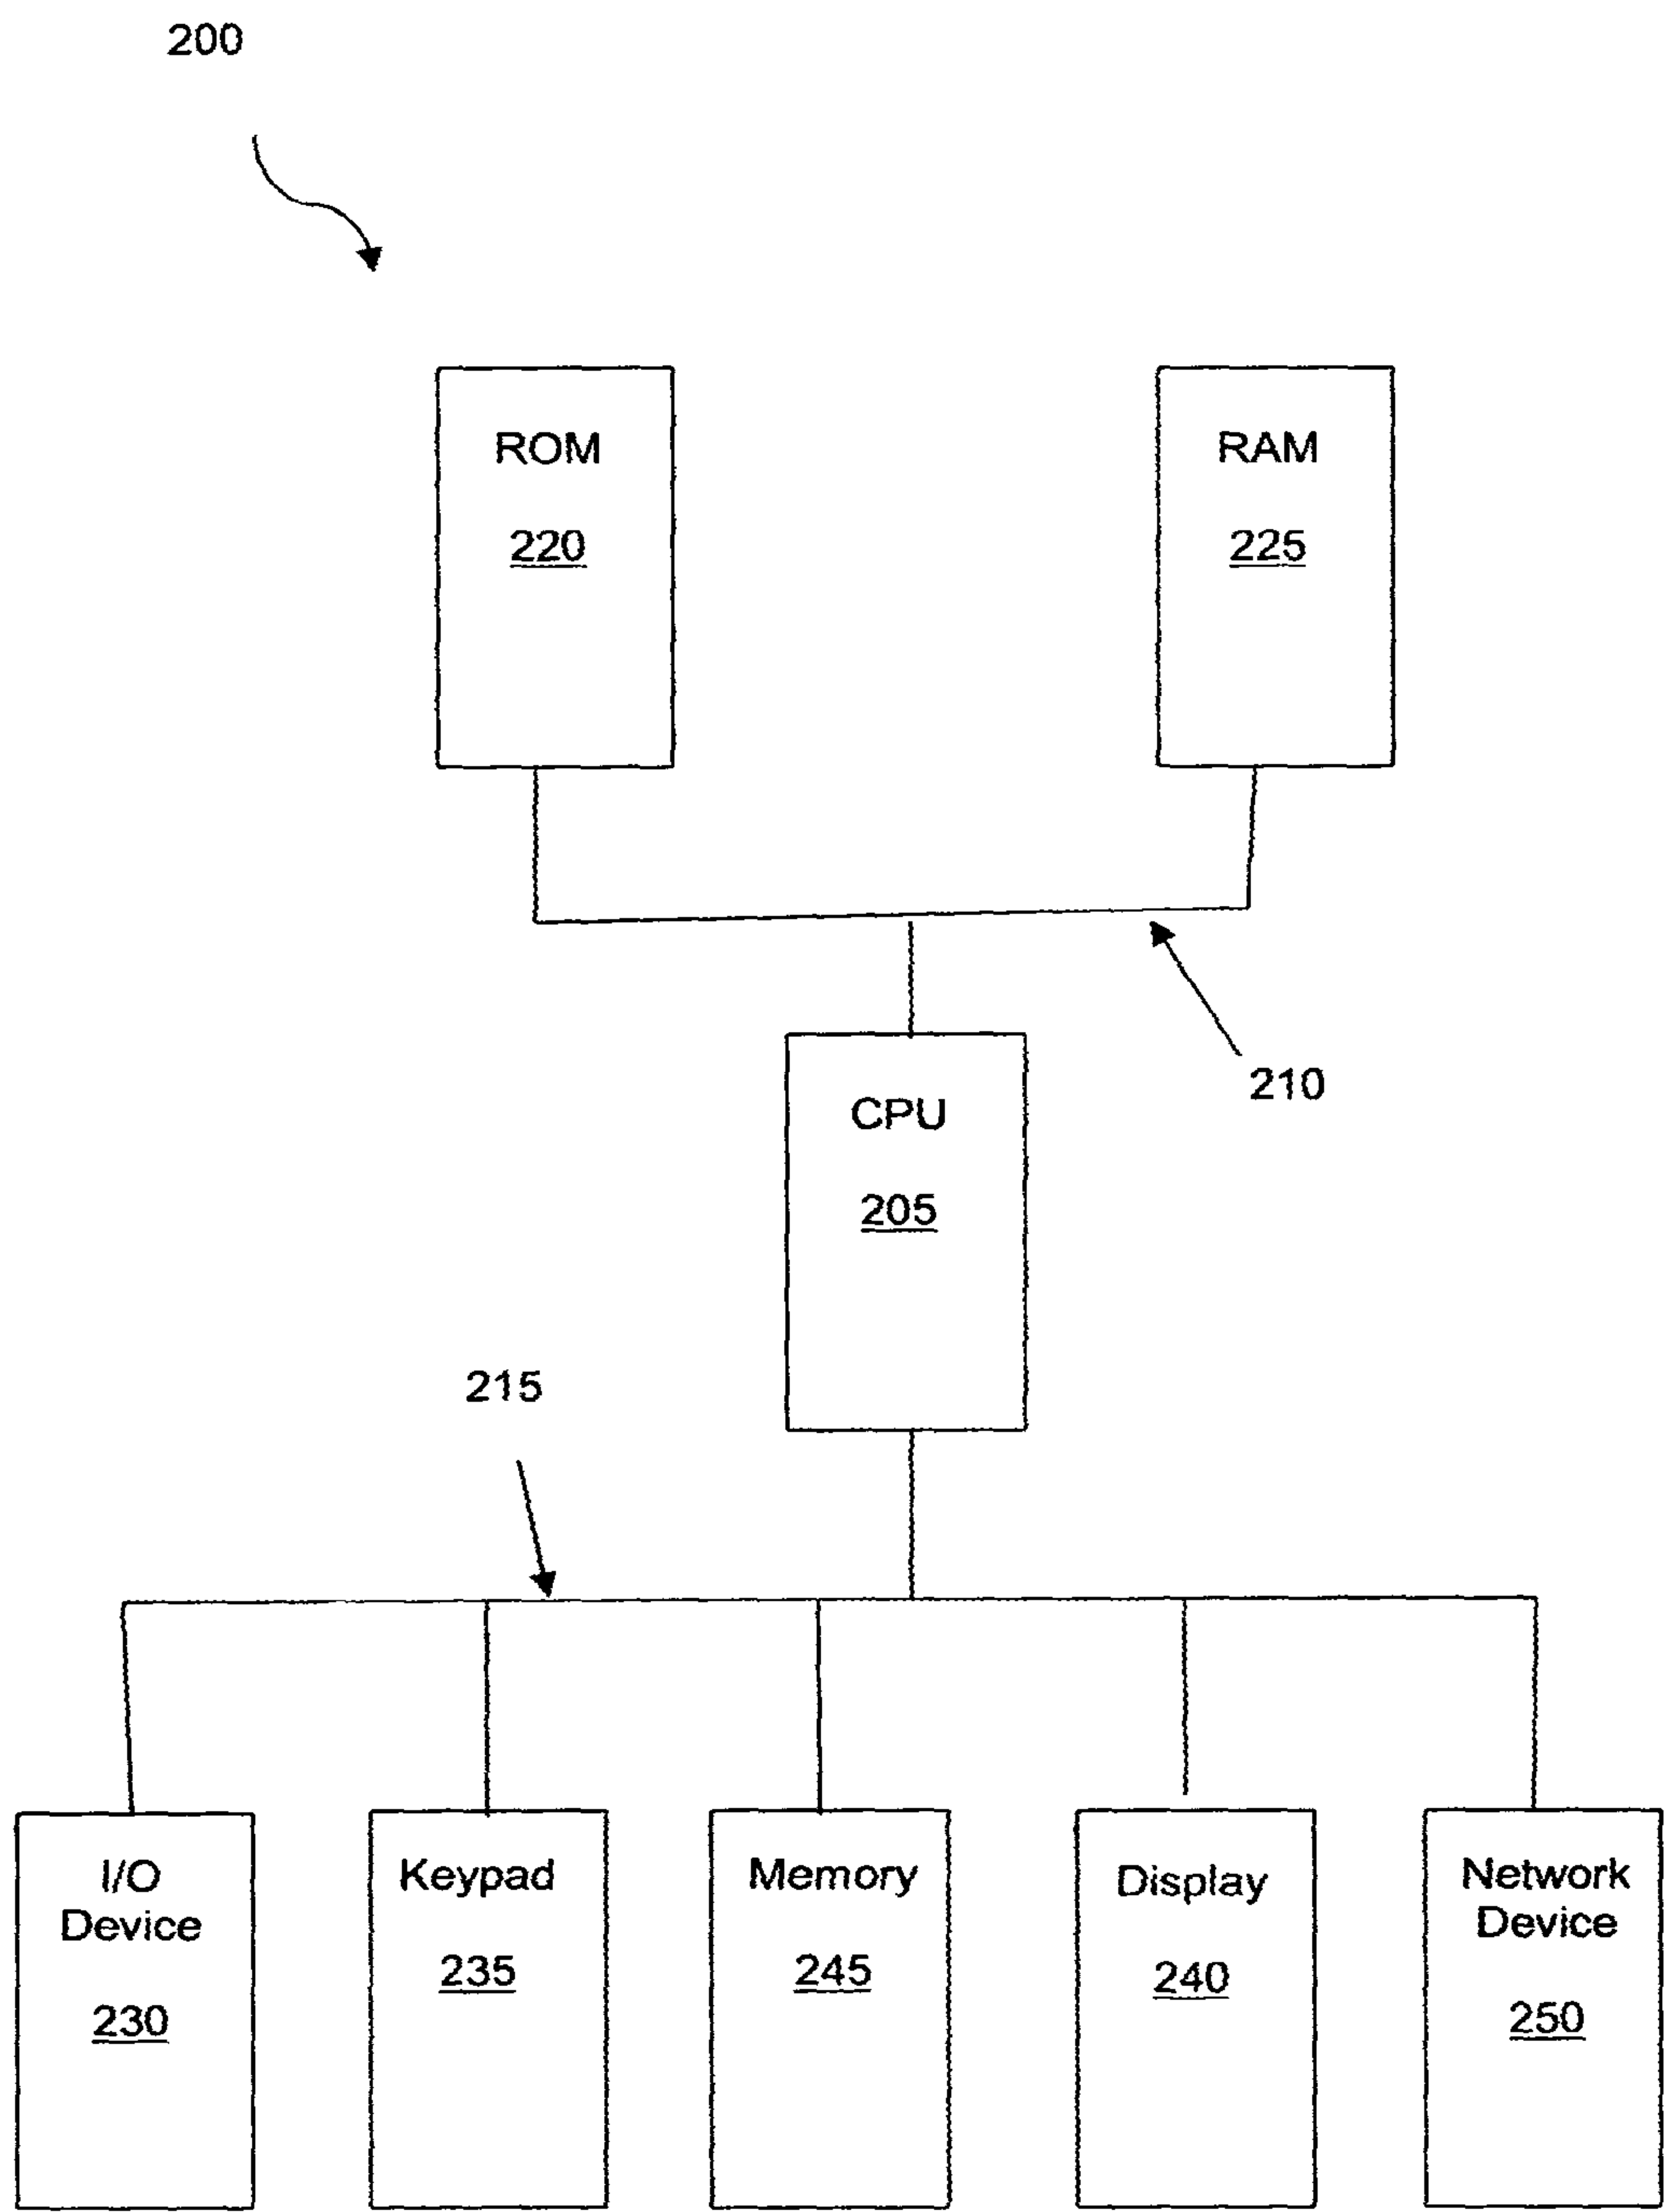 200
ROM
220
RAM
225
210
CPU
205
215
I/O
Device
230
Keypad
235
Memory
245
Display
240
Network
Device
250